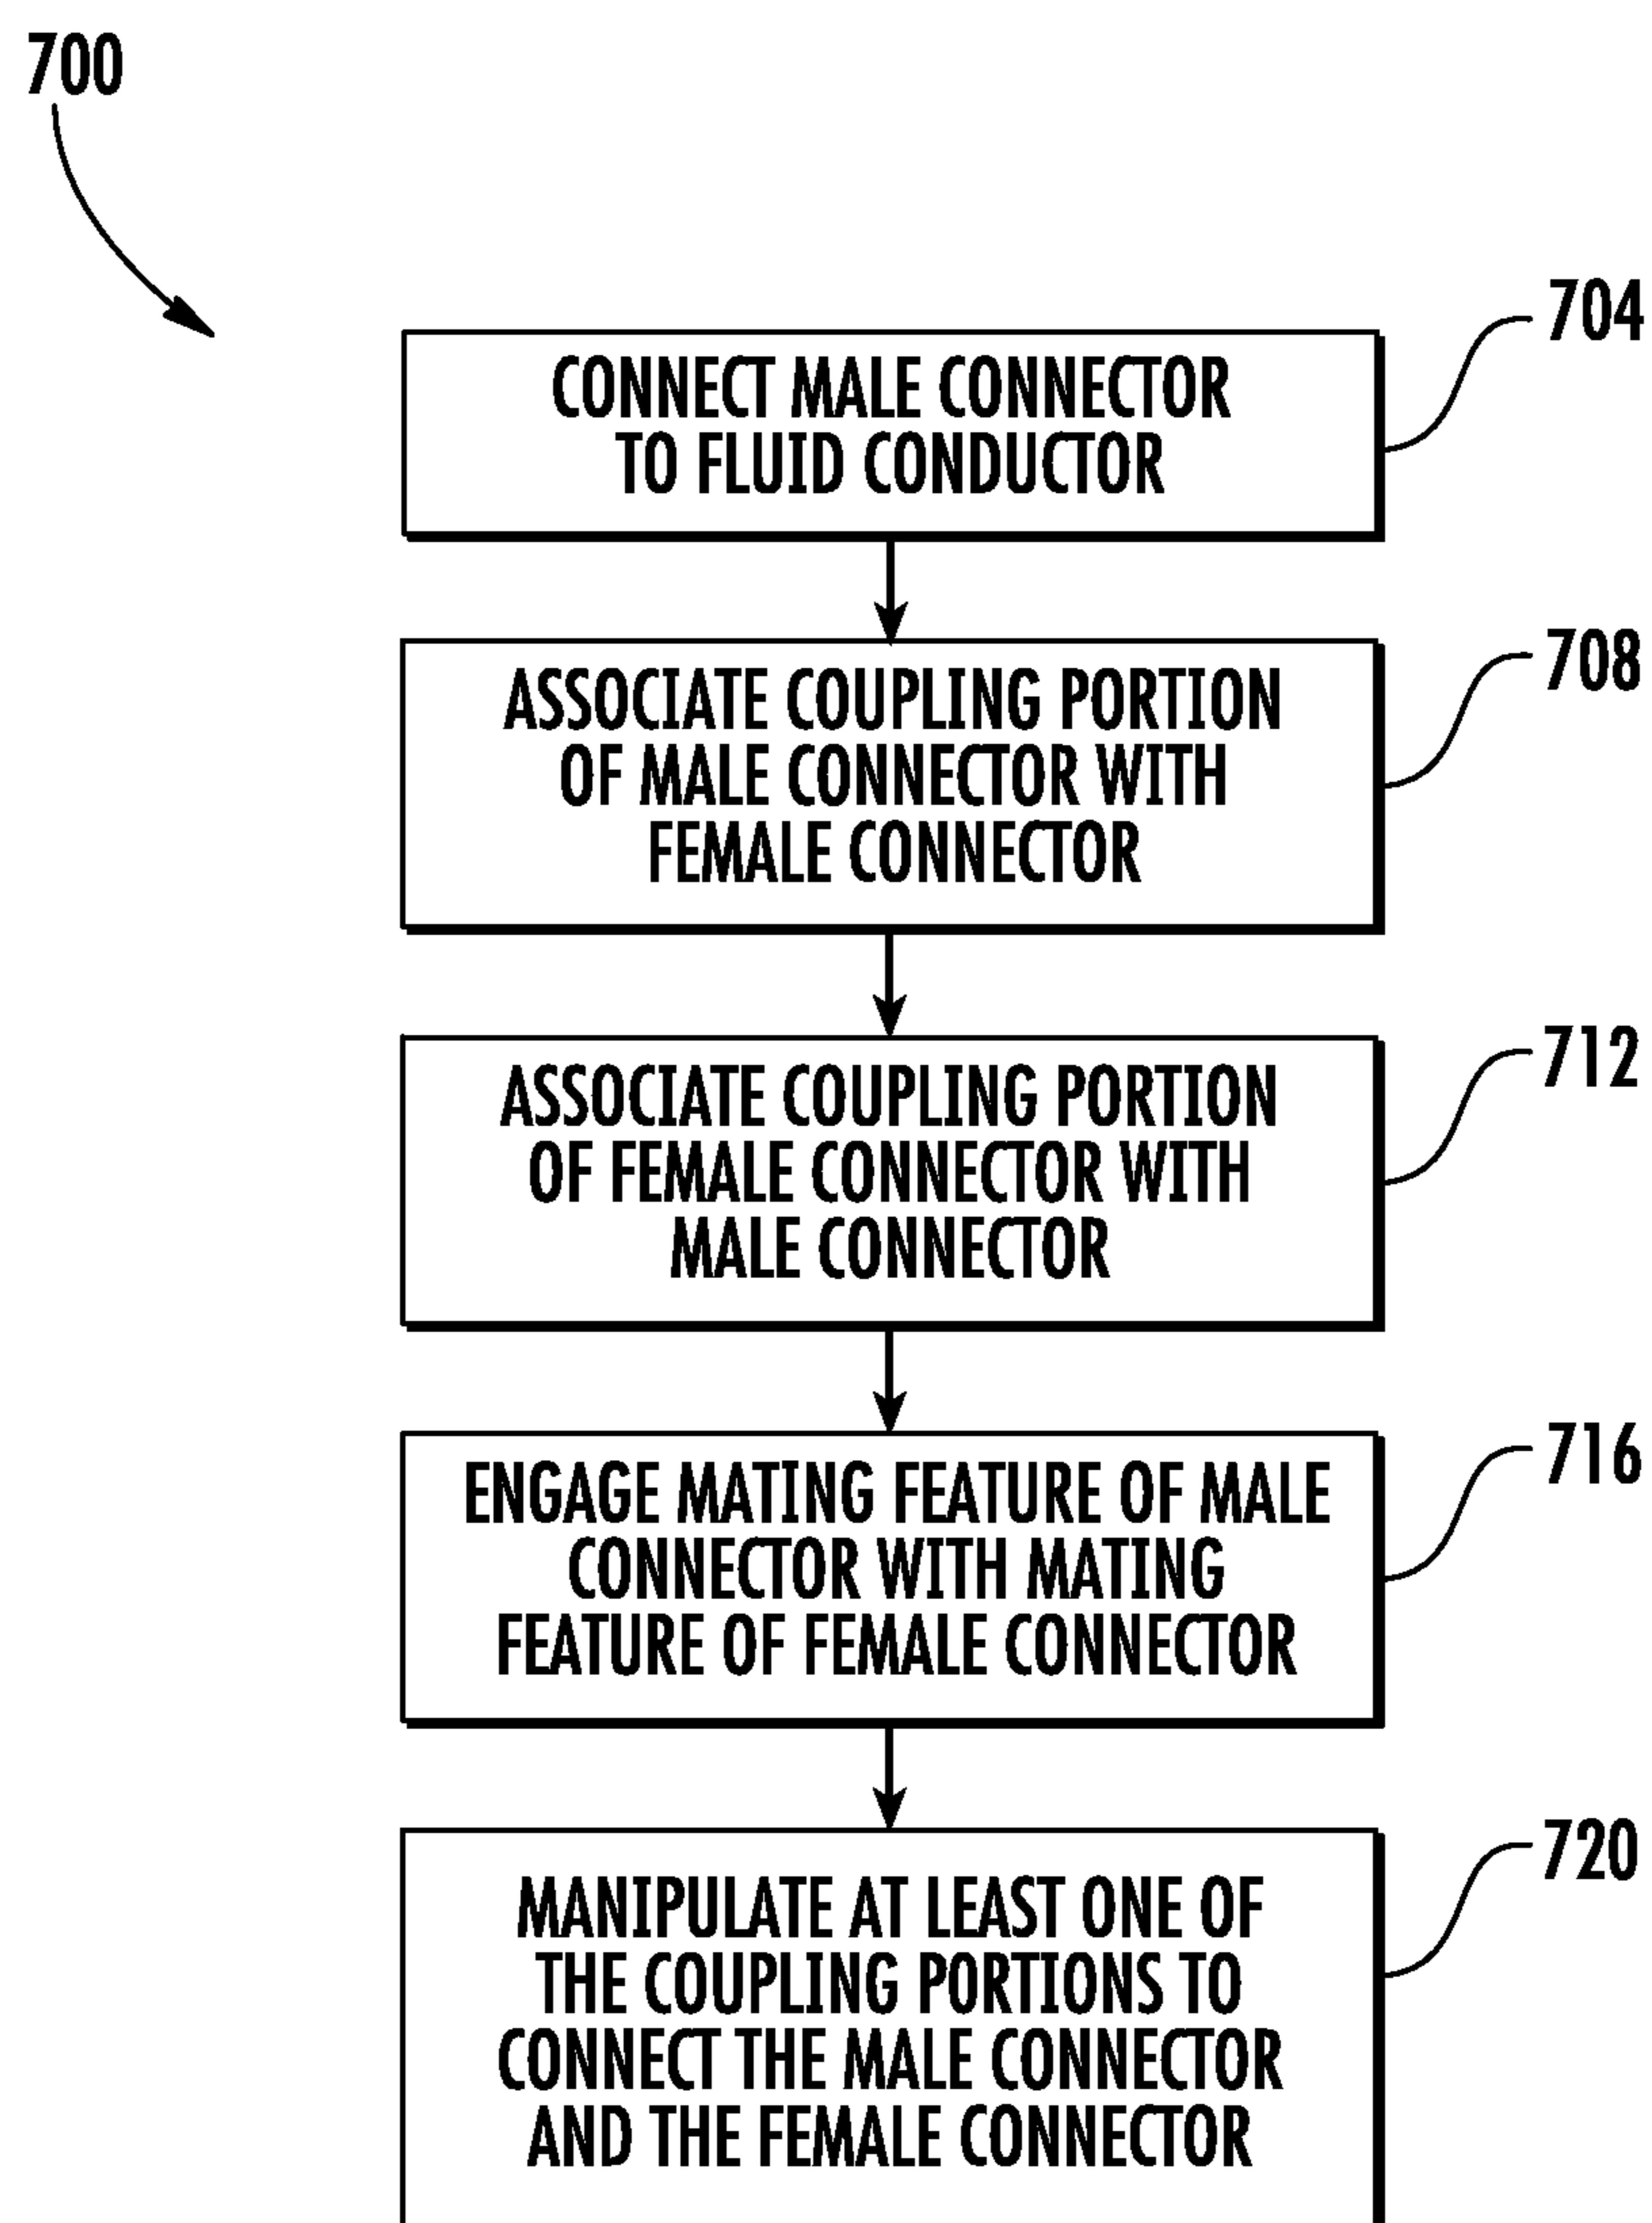 700
704
CONNECT MALE CONNECTOR
TO FLUID CONDUCTOR
708
ASSOCIATE COUPLING PORTION
OF MALE CONNECTOR WITH
FEMALE CONNECTOR
712
ASSOCIATE COUPLING PORTION
OF FEMALE CONNECTOR WITH
MALE CONNECTOR
716
ENGAGE MATING FEATURE OF MALE
CONNECTOR WITH MATING
FEATURE OF FEMALE CONNECTOR
720
MANIPULATE AT LEAST ONE OF
THE COUPLING PORTIONS TO
CONNECT THE MALE CONNECTOR
AND THE FEMALE CONNECTOR